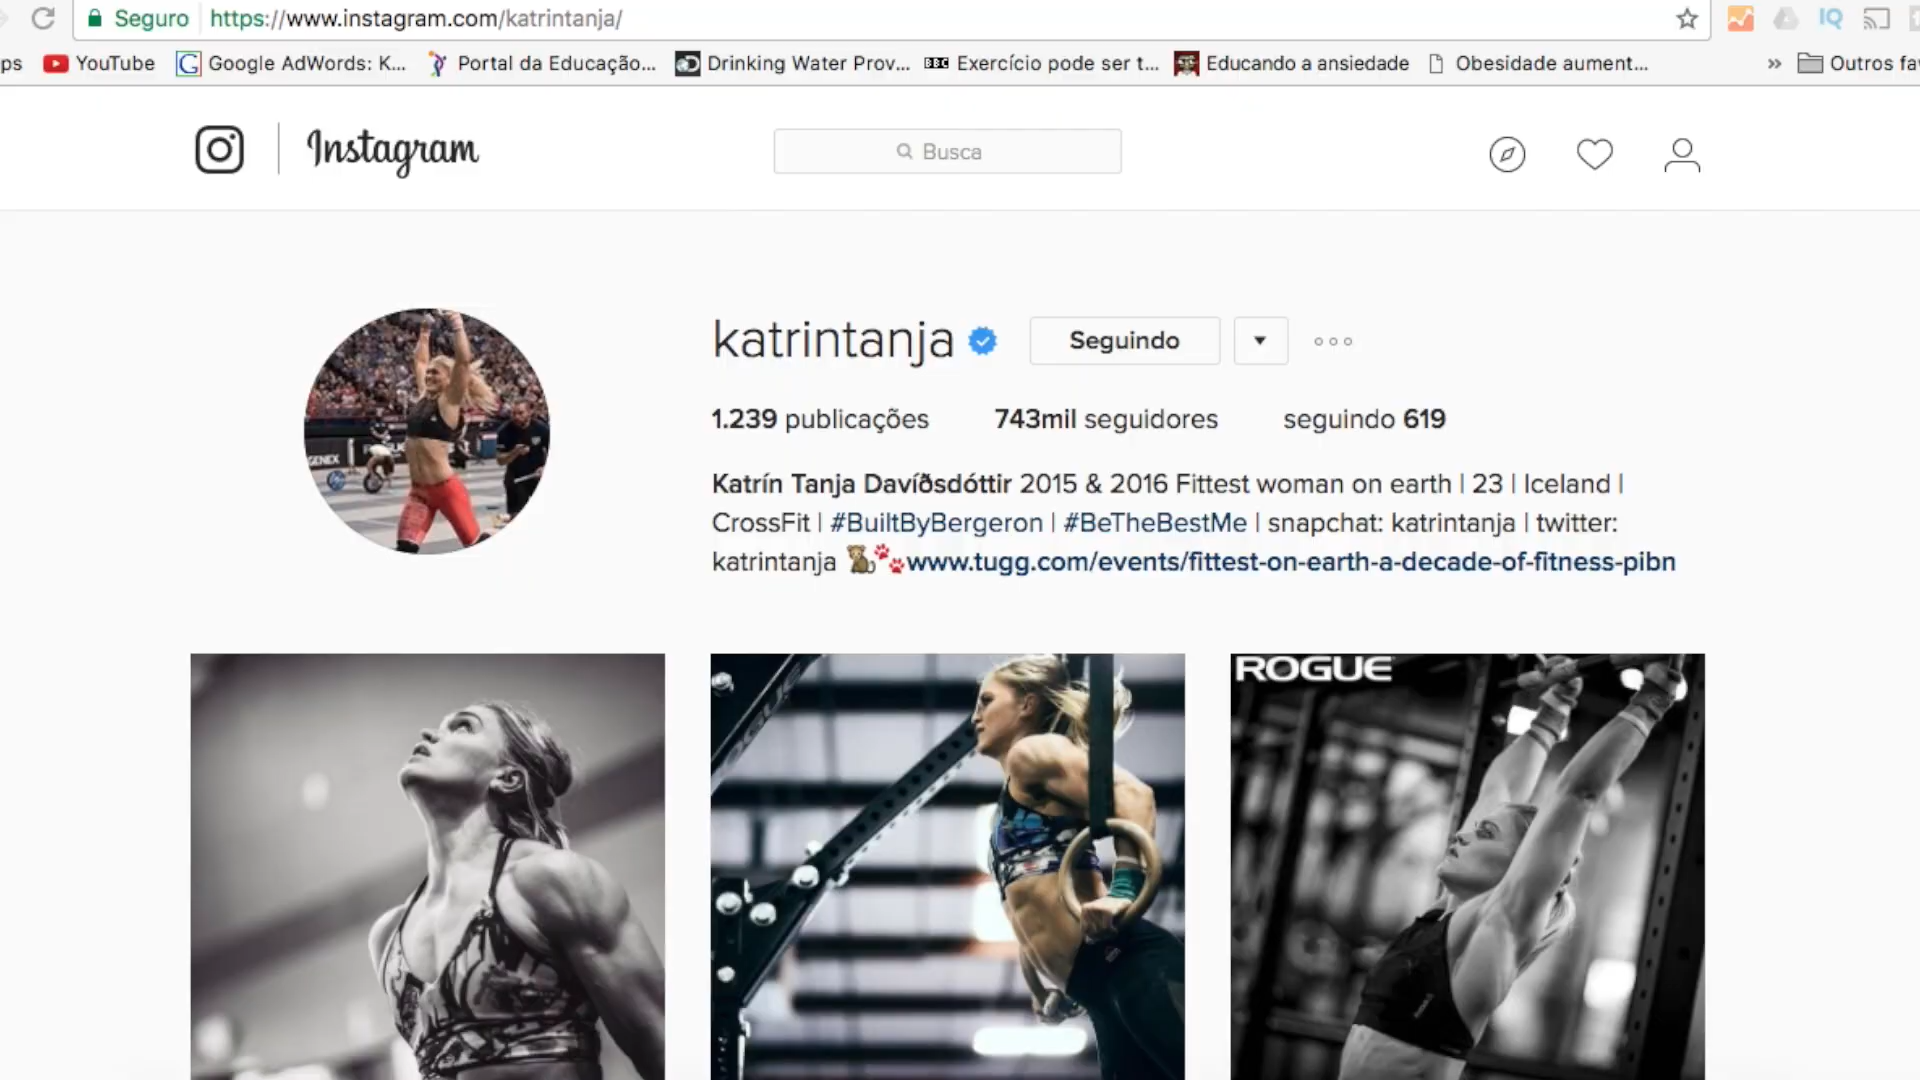 Seguro https://www.instagram.com/katrintanja/
ps YouTube Google AdWords: K... Portal da Educação... Drinking Water Prov... BBC Exercício pode ser t... Educando a ansiedade Obesidade aument... » Outros fa
Instagram Busca
katrintanja Seguindo
1.239 publicações 743mil seguidores seguindo 619
Katrín Tanja Davíðsdóttir 2015 & 2016 Fittest woman on earth | 23 | Iceland |
CrossFit | #BuiltByBergeron | #BeTheBestMe | snapchat: katrintanja | twitter:
katrintanja www.tugg.com/events/fittest-on-earth-a-decade-of-fitness-pibn
ROGUE